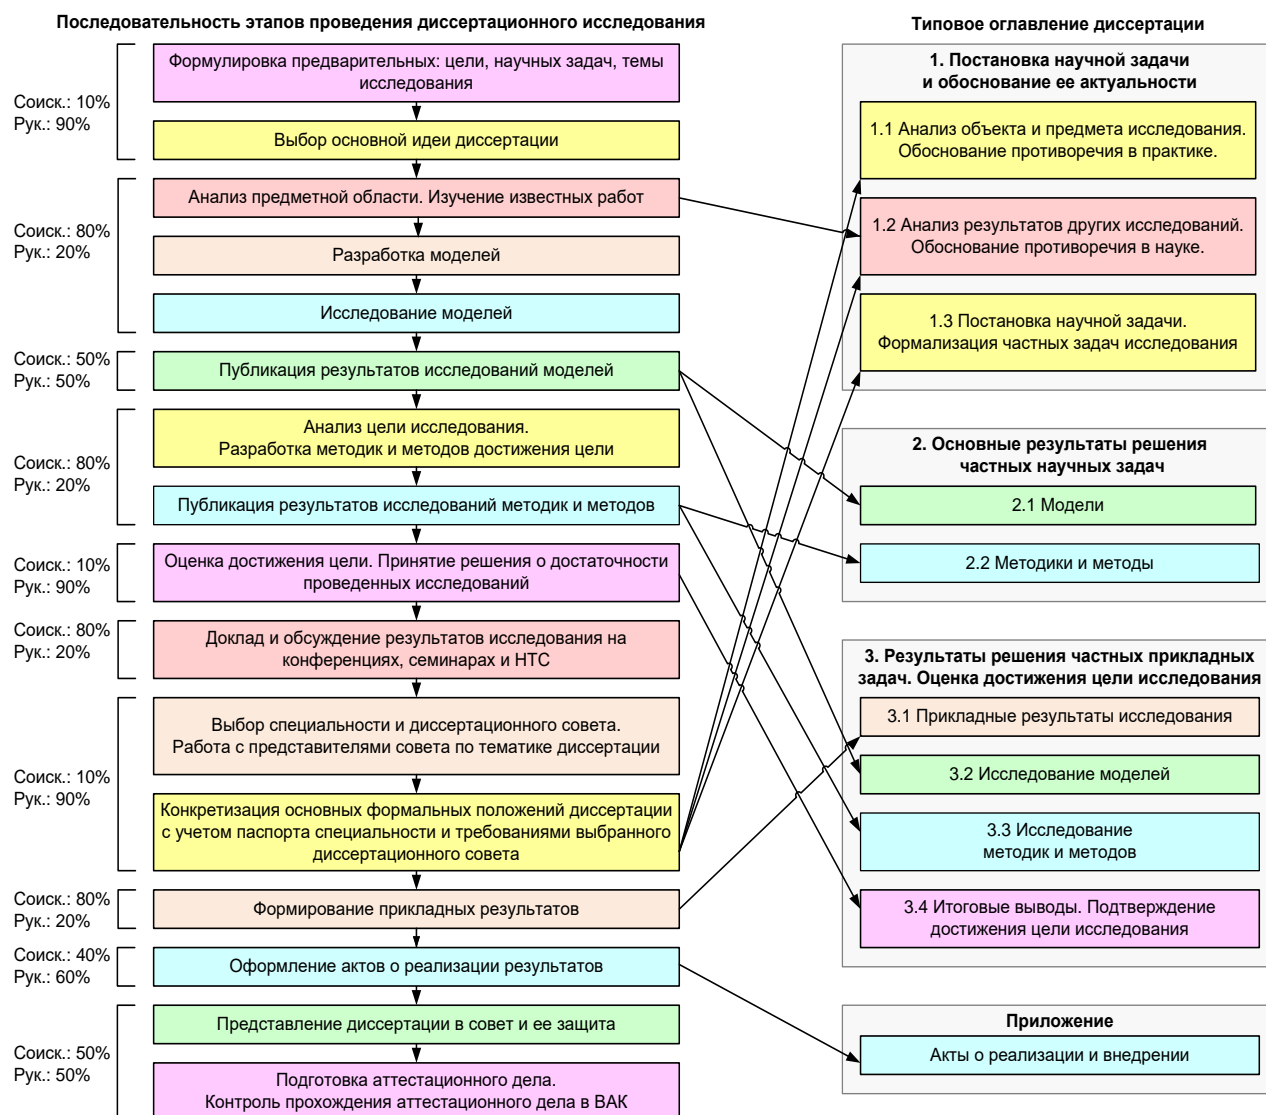 Последовательность этапов проведения диссертационного исследования
Соиск.: 10%
Рук.: 90%
Формулировка предварительных: цели, научных задач, темы
исследования
Выбор основной идеи диссертации
Соиск.: 80%
Рук.: 20%
Анализ предметной области. Изучение известных работ
Разработка моделей
Исследование моделей
Соиск.: 50%
Рук.: 50%
Публикация результатов исследований моделей
Соиск.: 80%
Рук.: 20%
Анализ цели исследования.
Разработка методик и методов достижения цели
Публикация результатов исследований методик и методов
Соиск.: 10%
Рук.: 90%
Оценка достижения цели. Принятие решения о достаточности
проведенных исследований
Соиск.: 80%
Рук.: 20%
Доклад и обсуждение результатов исследования на
конференциях, семинарах и НТС
Соиск.: 10%
Рук.: 90%
Выбор специальности и диссертационного совета.
Работа с представителями совета по тематике диссертации
Конкретизация основных формальных положений диссертации
с учетом паспорта специальности и требованиями выбранного
диссертационного совета
Соиск.: 80%
Рук.: 20%
Формирование прикладных результатов
Соиск.: 40%
Рук.: 60%
Оформление актов о реализации результатов
Соиск.: 50%
Рук.: 50%
Представление диссертации в совет и ее защита
Подготовка аттестационного дела.
Контроль прохождения аттестационного дела в ВАК
Типовое оглавление диссертации
1. Постановка научной задачи
и обоснование ее актуальности
1.1 Анализ объекта и предмета исследования.
Обоснование противоречия в практике.
1.2 Анализ результатов других исследований.
Обоснование противоречия в науке.
1.3 Постановка научной задачи.
Формализация частных задач исследования
2. Основные результаты решения
частных научных задач
2.1 Модели
2.2 Методики и методы
3. Результаты решения частных прикладных
задач. Оценка достижения цели исследования
3.1 Прикладные результаты исследования
3.2 Исследование моделей
3.3 Исследование
методик и методов
3.4 Итоговые выводы. Подтверждение
достижения цели исследования
Приложение
Акты о реализации и внедрении